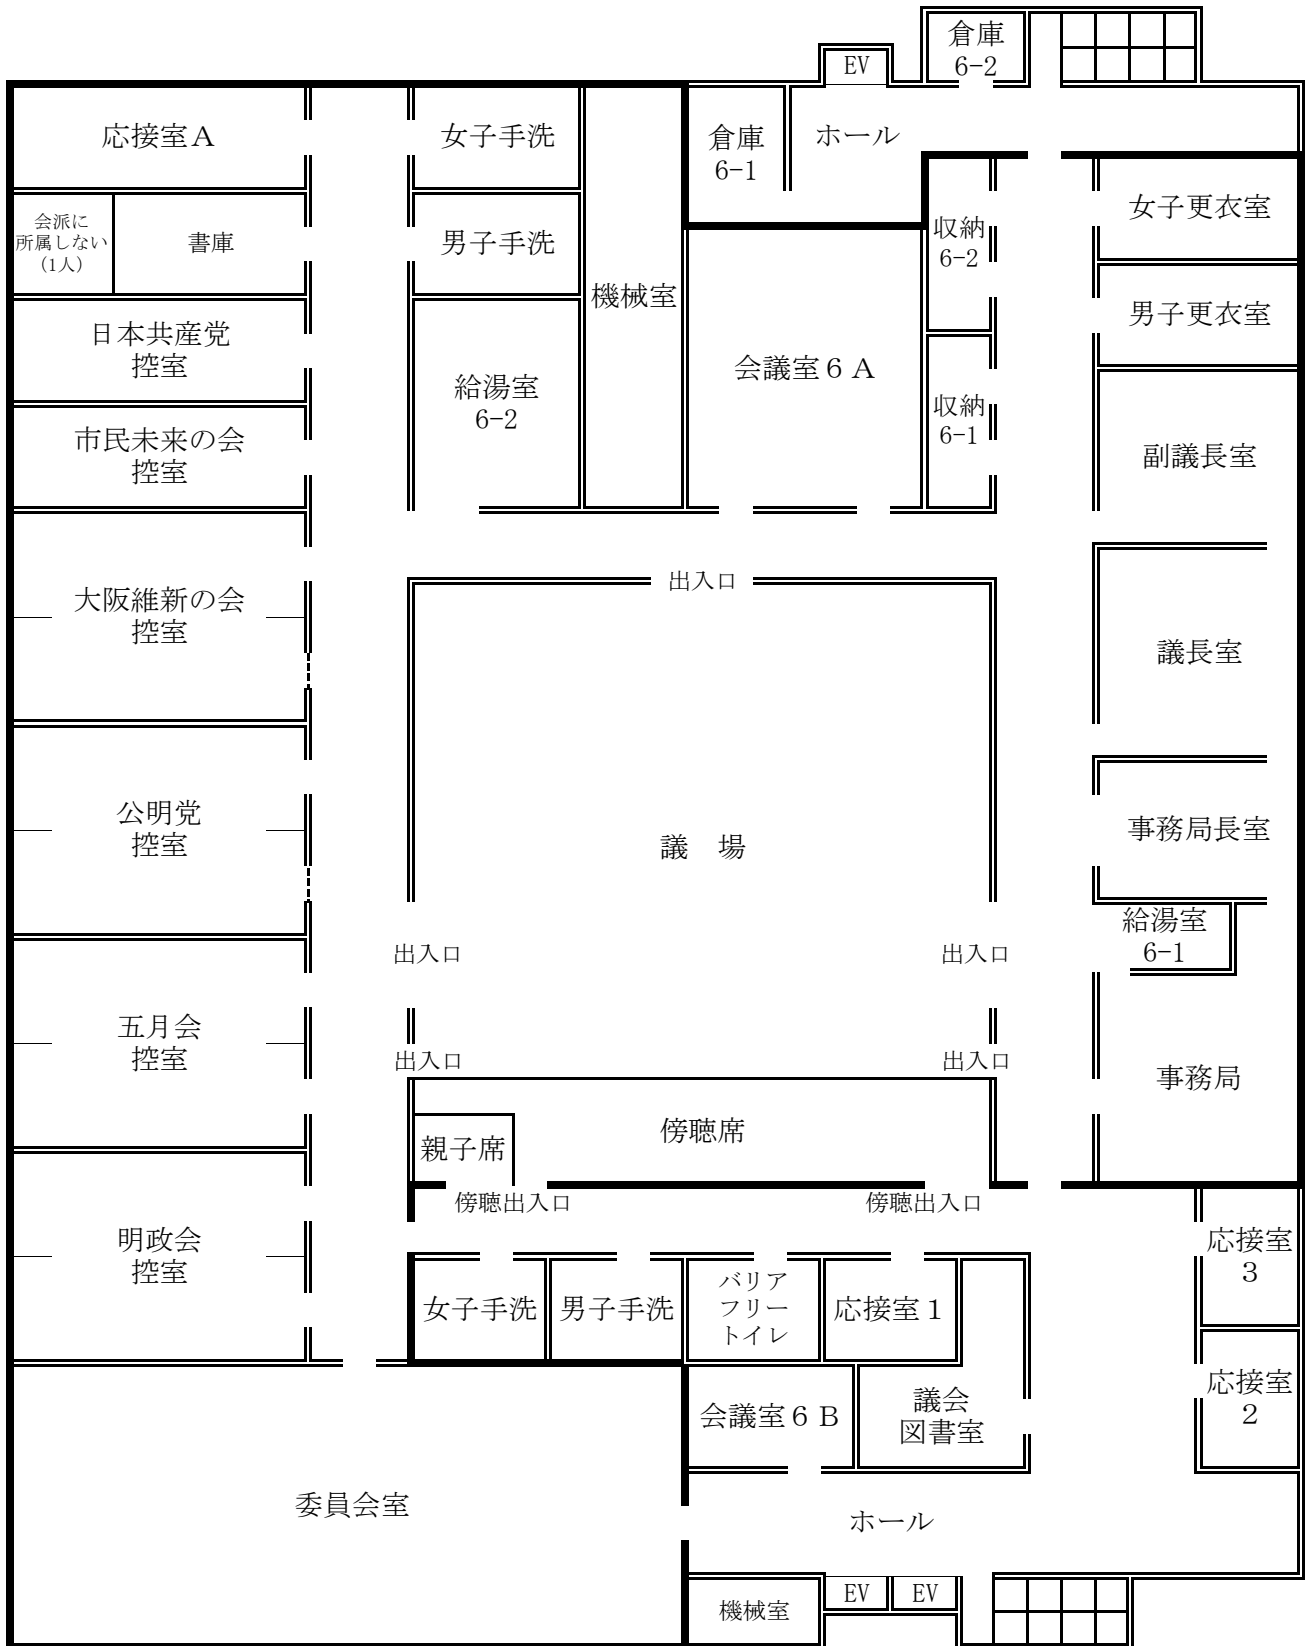 倉庫
6-2
EV
応接室A
女子手洗
倉庫
6-1
ホール
会派に
所属しない
(1人)
書庫
男子手洗
機械室
収納
6-2
女子更衣室
日本共産党
控室
給湯室
6-2
会議室6A
男子更衣室
市民未来の会
控室
収納
6-1
副議長室
出入口
大阪維新の会
控室
議長室
公明党
控室
議 場
事務局長室
給湯室
6-1
出入口
出入口
五月会
控室
出入口
出入口
事務局
親子席
傍聴席
傍聴出入口
傍聴出入口
明政会
控室
女子手洗
男子手洗
バリア
フリー
トイレ
応接室1
応接室
3
会議室6B
議会
図書室
応接室
2
委員会室
ホール
機械室
EV
EV